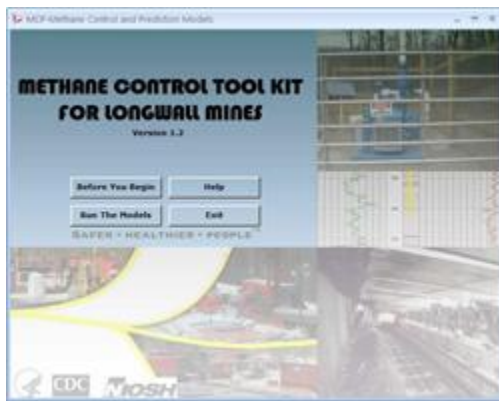 MCP-Methane Control and Prediction Models
METHANE CONTROL TOOL KIT
FOR LONGWALL MINES
Version 1.2
Before You Begin
Help
Run The Models
Exit
SAFER • HEALTHIER • PEOPLE
CDC
NIOSH